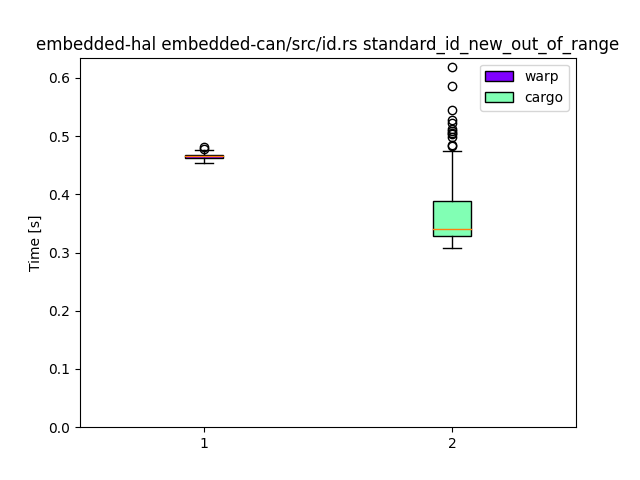 embedded-hal embedded-can/src/id.rs standard_id_new_out_of_range
warp
cargo
Time [s]
0.6
0.5
0.4
0.3
0.2
0.1
0.0
1
2